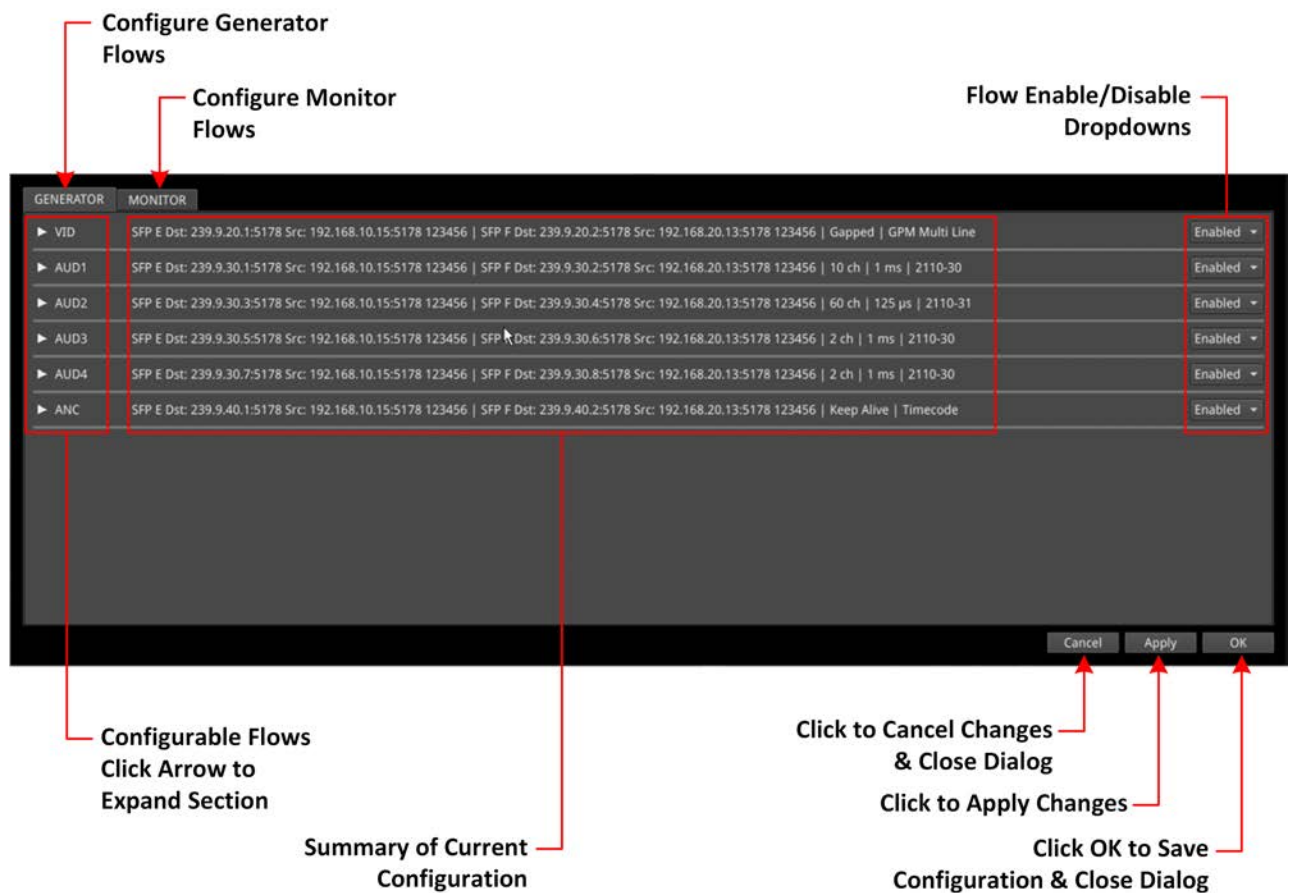 Configure Generator
Flows
Configure Monitor
Flows
Flow Enable/Disable
Dropdowns
GENERATOR MONITOR
VID SFP E Dst: 239.9.20.1:5178 Src: 192.168.10.15:5178 123456 | SFP F Dst: 239.9.20.2:5178 Src: 192.168.20.13:5178 123456 | Gapped | GPM Multi Line Enabled
AUD1 SFP E Dst: 239.9.30.1:5178 Src: 192.168.10.15:5178 123456 | SFP F Dst: 239.9.30.2:5178 Src: 192.168.20.13:5178 123456 | 10 ch | 1 ms | 2110-30 Enabled
AUD2 SFP E Dst: 239.9.30.3:5178 Src: 192.168.10.15:5178 123456 | SFP F Dst: 239.9.30.4:5178 Src: 192.168.20.13:5178 123456 | 60 ch | 125 μs | 2110-31 Enabled
AUD3 SFP E Dst: 239.9.30.5:5178 Src: 192.168.10.15:5178 123456 | SFP F Dst: 239.9.30.6:5178 Src: 192.168.20.13:5178 123456 | 2 ch | 1 ms | 2110-30 Enabled
AUD4 SFP E Dst: 239.9.30.7:5178 Src: 192.168.10.15:5178 123456 | SFP F Dst: 239.9.30.8:5178 Src: 192.168.20.13:5178 123456 | 2 ch | 1 ms | 2110-30 Enabled
ANC SFP E Dst: 239.9.40.1:5178 Src: 192.168.10.15:5178 123456 | SFP F Dst: 239.9.40.2:5178 Src: 192.168.20.13:5178 123456 | Keep Alive | Timecode Enabled
Cancel Apply OK
Configurable Flows
Click Arrow to
Expand Section
Click to Cancel Changes
& Close Dialog
Click to Apply Changes
Summary of Current
Configuration
Click OK to Save
Configuration & Close Dialog